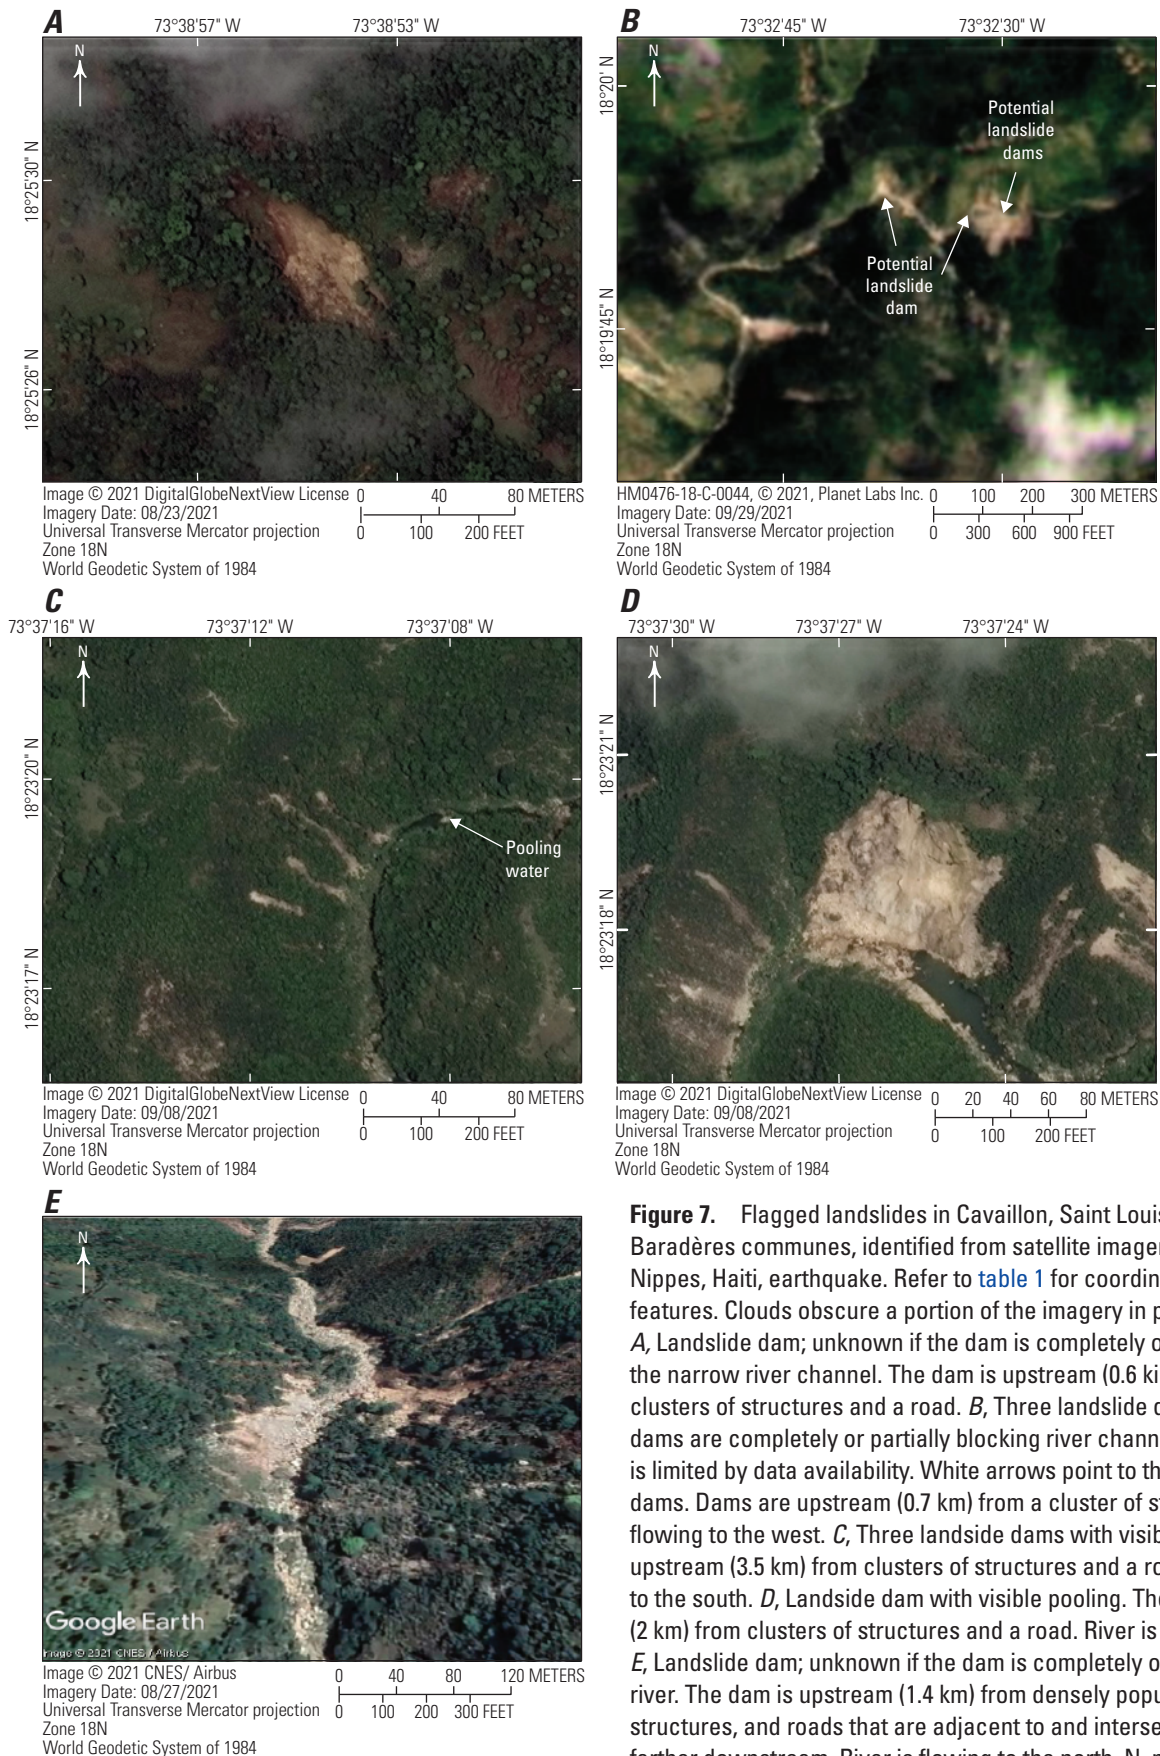 A
73°38'57" W
73°38'53" W
N
18°25'30" N
18°25'26" N
Image © 2021 DigitalGlobeNextView License
Imagery Date: 08/23/2021
Universal Transverse Mercator projection
Zone 18N
World Geodetic System of 1984
0 40 80 METERS
0 100 200 FEET
B
73°32'45" W
73°32'30" W
N
18°20' N
18°19'45" N
Potential
landslide
dams
Potential
landslide
dam
HM0476-18-C-0044, © 2021, Planet Labs Inc.
Imagery Date: 09/29/2021
Universal Transverse Mercator projection
Zone 18N
World Geodetic System of 1984
0 100 200 300 METERS
0 300 600 900 FEET
C
73°37'16" W
73°37'12" W
73°37'08" W
N
18°23'20" N
18°23'17" N
Pooling
water
Image © 2021 DigitalGlobeNextView License
Imagery Date: 09/08/2021
Universal Transverse Mercator projection
Zone 18N
World Geodetic System of 1984
0 40 80 METERS
0 100 200 FEET
D
73°37'30" W
73°37'27" W
73°37'24" W
N
18°23'21" N
18°23'18" N
Image © 2021 DigitalGlobeNextView License
Imagery Date: 09/08/2021
Universal Transverse Mercator projection
Zone 18N
World Geodetic System of 1984
0 20 40 60 80 METERS
0 100 200 FEET
E
N
Google Earth
Image © 2021 CNES / Airbus
Image © 2021 CNES/ Airbus
Imagery Date: 08/27/2021
Universal Transverse Mercator projection
Zone 18N
World Geodetic System of 1984
0 40 80 120 METERS
0 100 200 300 FEET
Figure 7. Flagged landslides in Cavaillon, Saint Louis
Baradères communes, identified from satellite
Nippes, Haiti, earthquake. Refer to table 1 for
features. Clouds obscure a portion of the imagery in
A, Landslide dam; unknown if the dam is completely
the narrow river channel. The dam is upstream (0.6
clusters of structures and a road. B, Three landslide
dams are completely or partially blocking river
is limited by data availability. White arrows point to
dams. Dams are upstream (0.7 km) from a cluster of
flowing to the west. C, Three landside dams with
upstream (3.5 km) from clusters of structures and a
to the south. D, Landside dam with visible pooling.
(2 km) from clusters of structures and a road. River is
E, Landslide dam; unknown if the dam is completely
river. The dam is upstream (1.4 km) from densely
structures, and roads that are adjacent to and
farther downstream. River is flowing to the north. N,